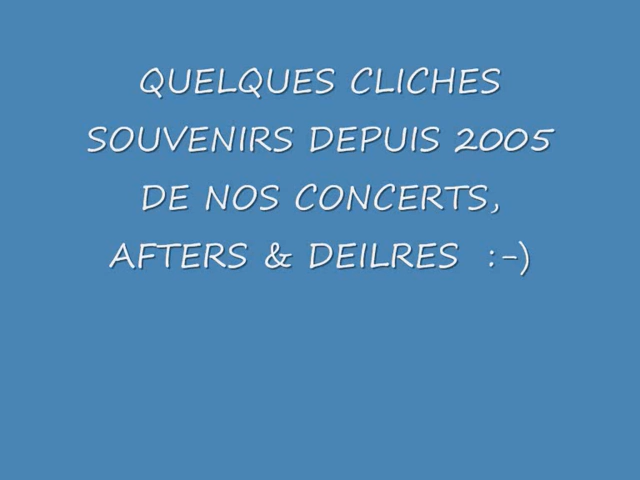 QUELQUES CLICHES
SOUVENIRS DEPUIS 2005
DE NOS CONCERTS,
AFTERS & DEILRES :-)